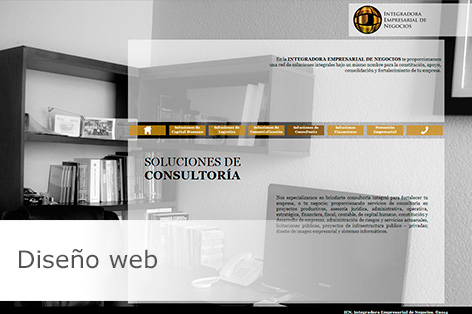 INTEGRADORA
EMPRESARIAL DE
NEGOCIOS
En la INTEGRADORA EMPRESARIAL DE NEGOCIOS te proporcionamos
una red de soluciones integrales bajo un mismo nombre para la constitución, apoyo,
consolidación y fortalecimiento de tu empresa.
Soluciones de
Capital Humano
Soluciones de
Logística
Soluciones de
Comercialización
Soluciones de
Consultoría
Soluciones
Financieras
Promoción
Empresarial
SOLUCIONES DE
CONSULTORÍA
Nos especializamos en brindarte consultoría integral para fortalecer tu
empresa, o tu negocio; proporcionando servicios de consultoría en
proyectos productivos, asesoría jurídica, administrativa, operativa,
estratégica, financiera, fiscal, contable, de capital humano, constitución y
desarrollo de empresas, administración de riesgos y servicios actuariales,
licitaciones públicas, proyectos de infraestructura público – privadas,
diseño de imagen empresarial y sistemas informáticos.
Diseño web
IEN, Integradora Empresarial de Negocios, ©2014